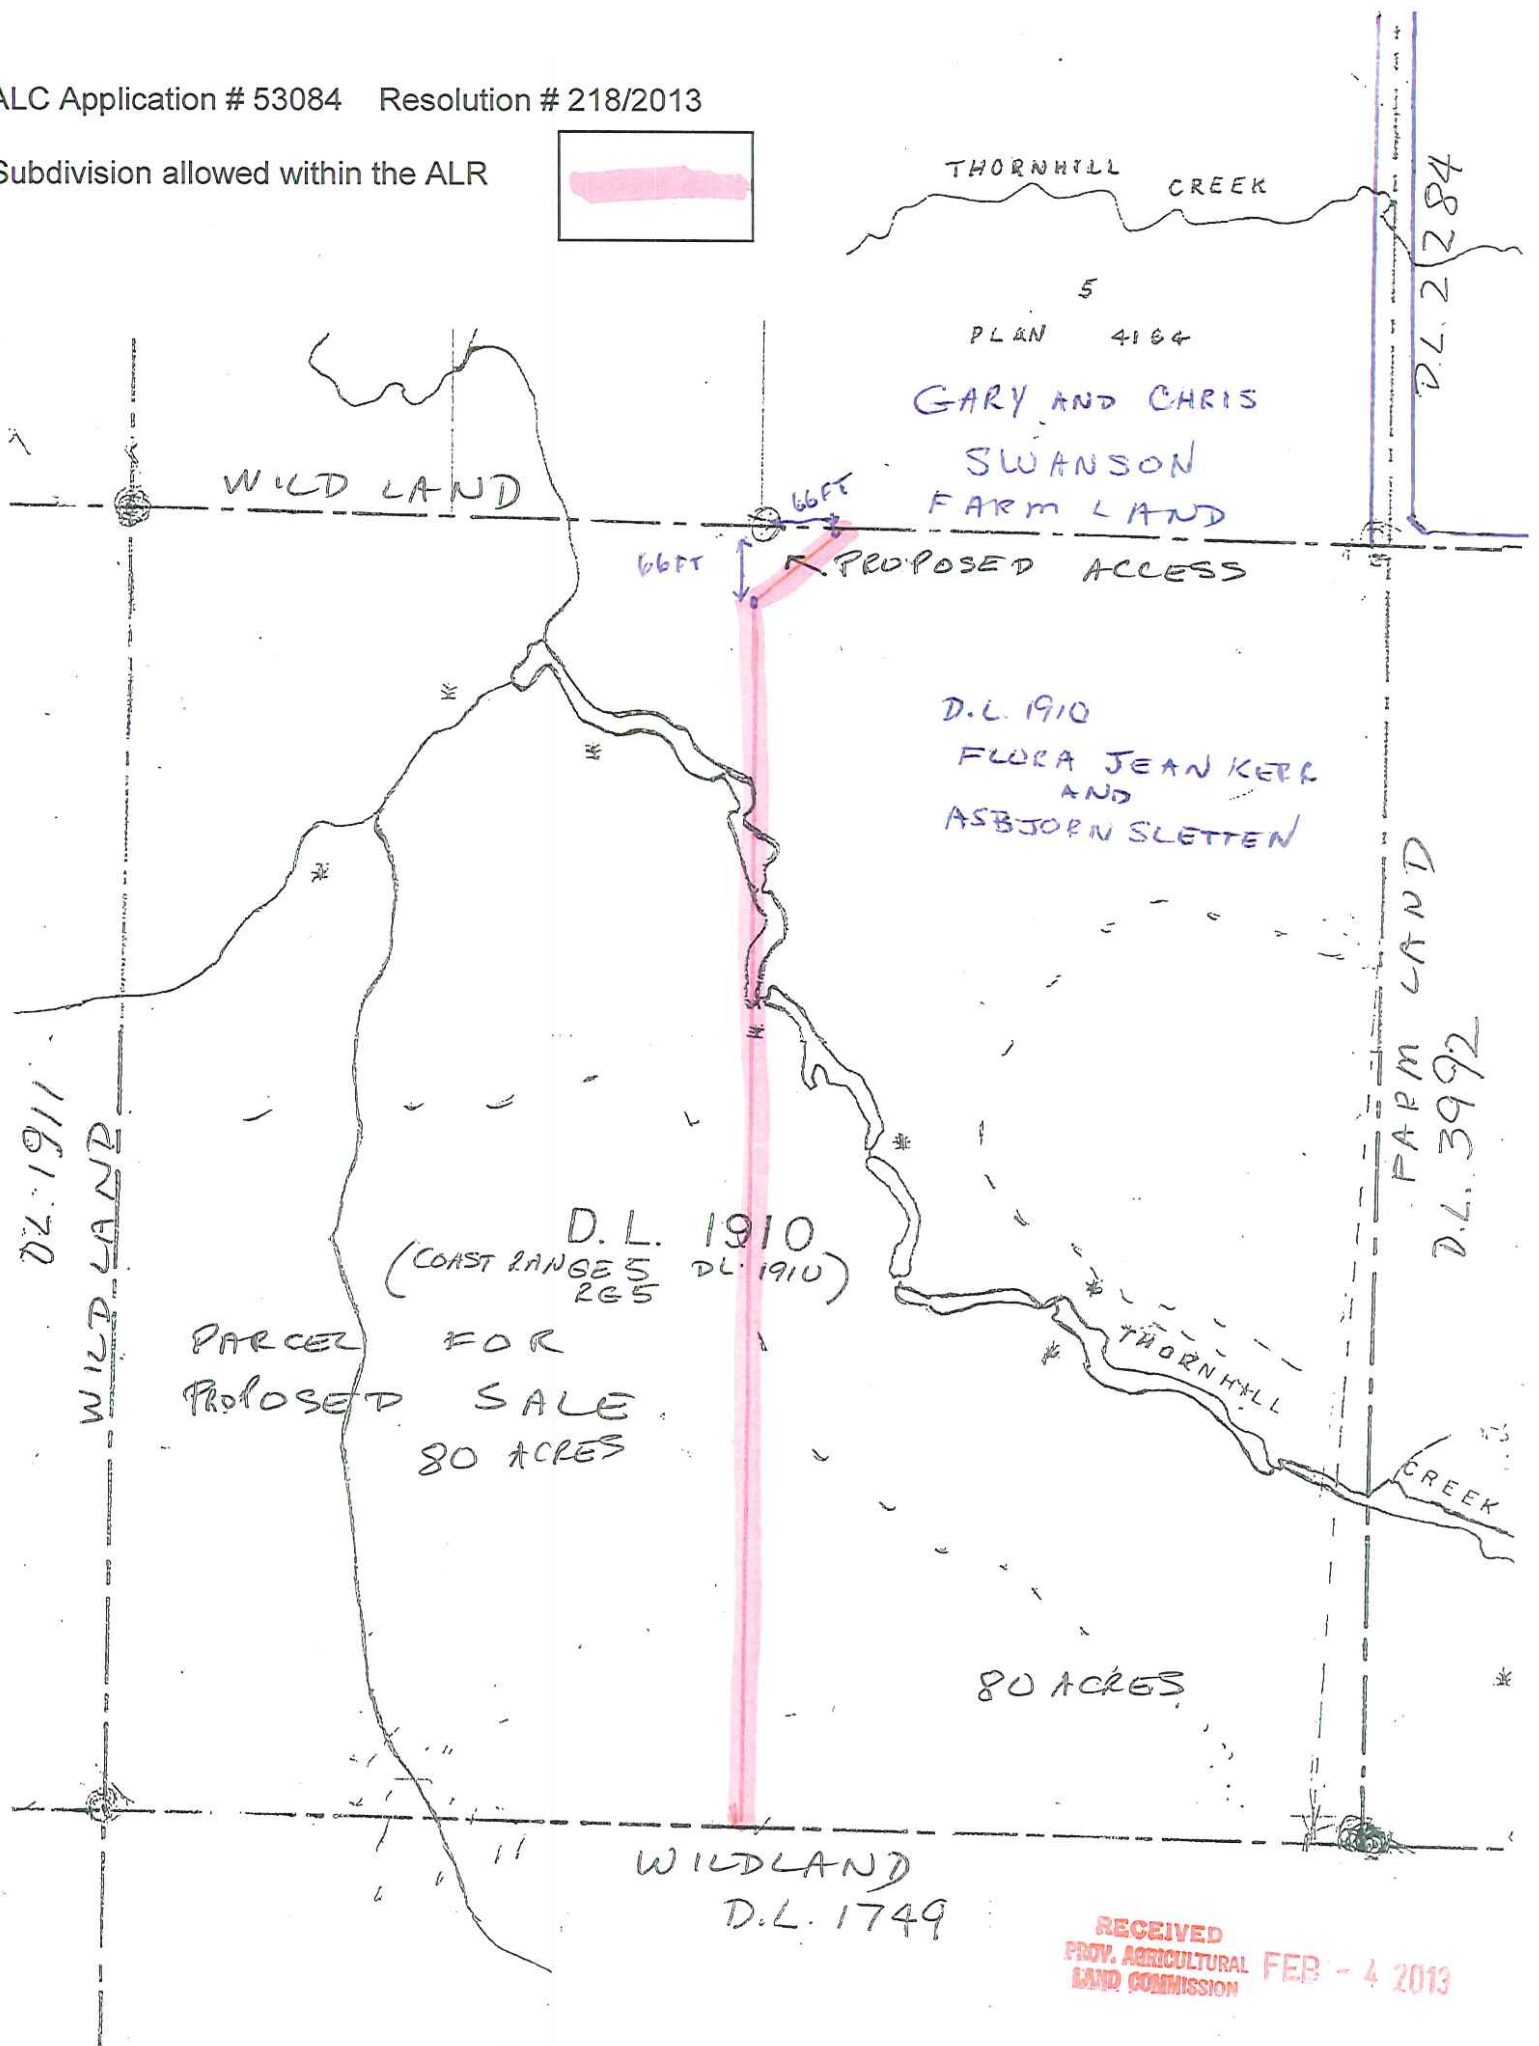 ALC Application # 53084 Resolution # 218/2013
Subdivision allowed within the ALR
THORNHILL CREEK
D.L. 2284
5
PLAN
GARY AND CHRIS
SWANSON
FARM LAND
WILD LAND
66FT
66FT
PROPOSED ACCESS
D.L. 1910
FLORA JEAN KERR
AND
ASBJORN SLETTEN
FARM LAND
D.L. 3992
DL. 1911
WILD LAND
D.L. 1910
(COAST RANGE 5 DL. 1910)
RG5
PARCEL FOR
PROPOSED SALE
80 ACRES
THORNHILL
CREEK
80 ACRES
WILDLAND
D.L. 1749
RECEIVED
PROV. AGRICULTURAL
LAND COMMISSION
FEB - 4 2013